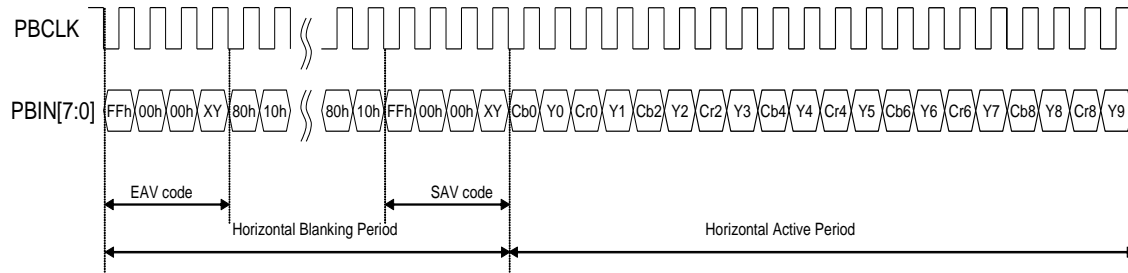 PBCLK
PBIN[7:0] FFh 00h 00h XY 80h 10h 80h 10h FFh 00h 00h XY Cb0 Y0 Cr0 Y1 Cb2 Y2 Cr2 Y3 Cb4 Y4 Cr4 Y5 Cb6 Y6 Cr6 Y7 Cb8 Y8 Cr8 Y9
EAV code SAV code
Horizontal Blanking Period Horizontal Active Period